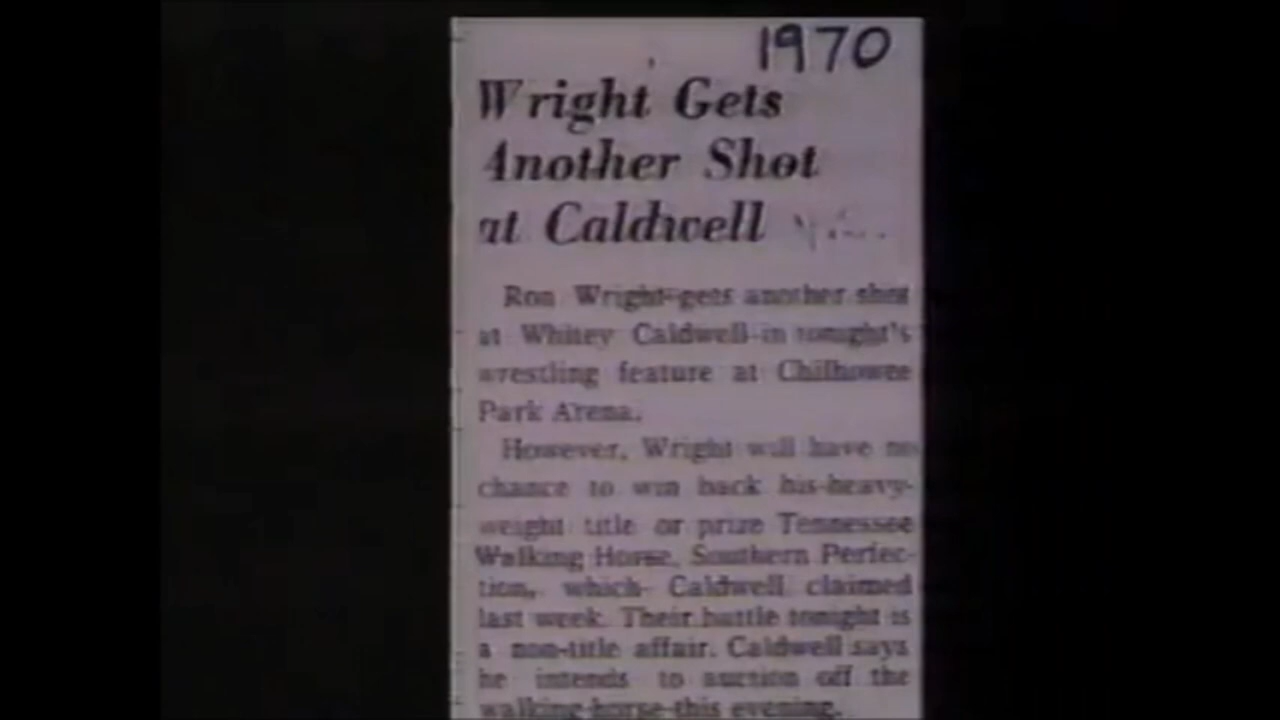 1970
Wright Gets
Another Shot
at Caldwell
Ron Wright gets another shot
at Whitey Caldwell in tonight's
wrestling feature at Chilhowee
Park Arena.
However, Wright will have no
chance to win back his heavy-
weight title or prize Tennessee
Walking Horse, Southern Perfec-
tion, which Caldwell claimed
last week. Their battle tonight is
a non-title affair. Caldwell says
he intends to auction off the
walking horse this evening.